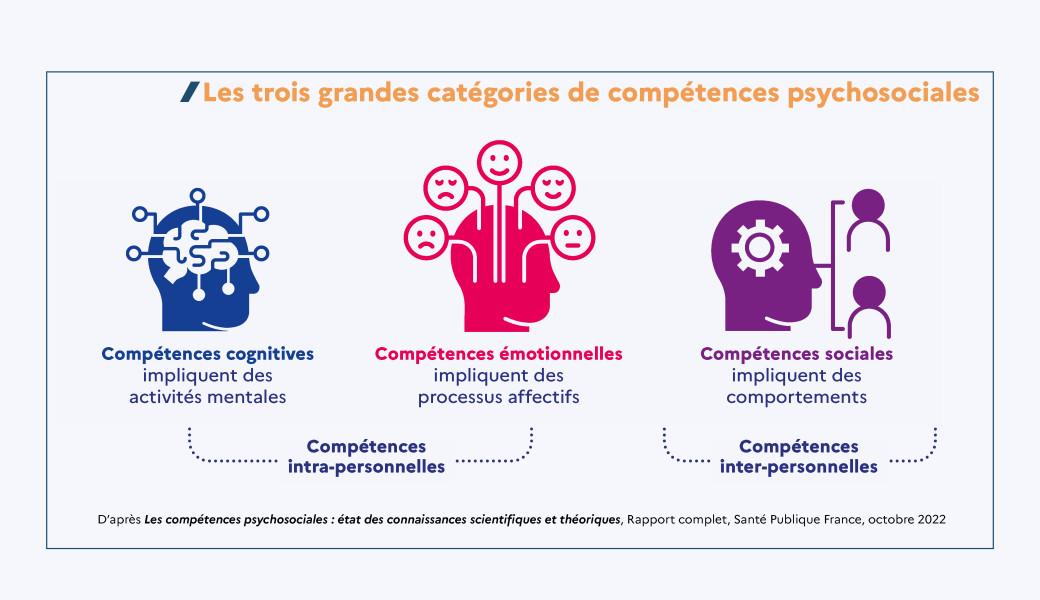 Les trois grandes catégories de compétences psychosociales
Compétences cognitives
impliquent des
activités mentales
Compétences émotionnelles
impliquent des
processus affectifs
Compétences sociales
impliquent des
comportements
Compétences
intra-personnelles
Compétences
inter-personnelles
D’après Les compétences psychosociales : état des connaissances scientifiques et théoriques, Rapport complet, Santé Publique France, octobre 2022